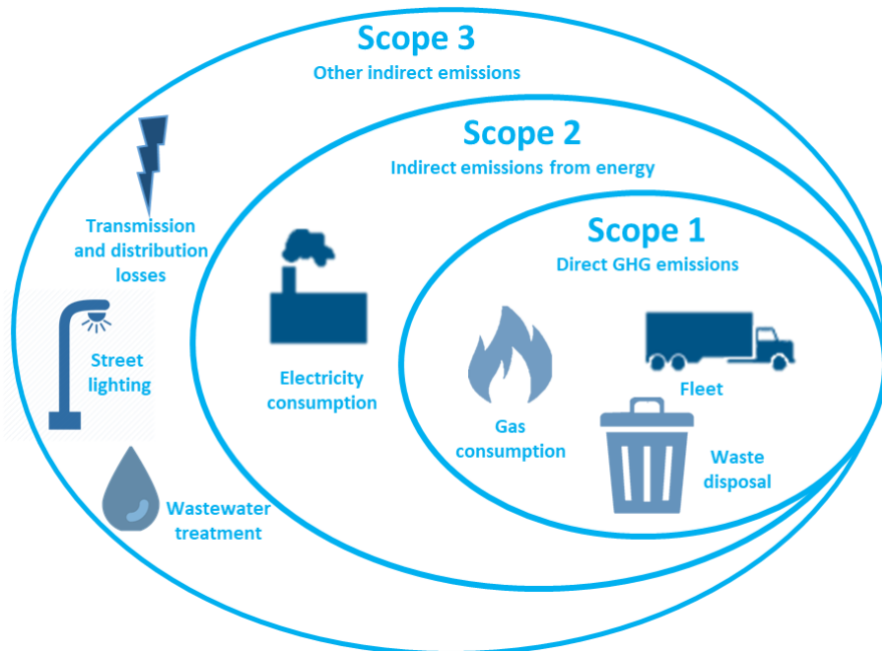 Scope 3
Other indirect emissions
Scope 2
Indirect emissions from energy
Scope 1
Direct GHG emissions
Transmission
and distribution
losses
Street
lighting
Wastewater
treatment
Electricity
consumption
Gas
consumption
Fleet
Waste
disposal